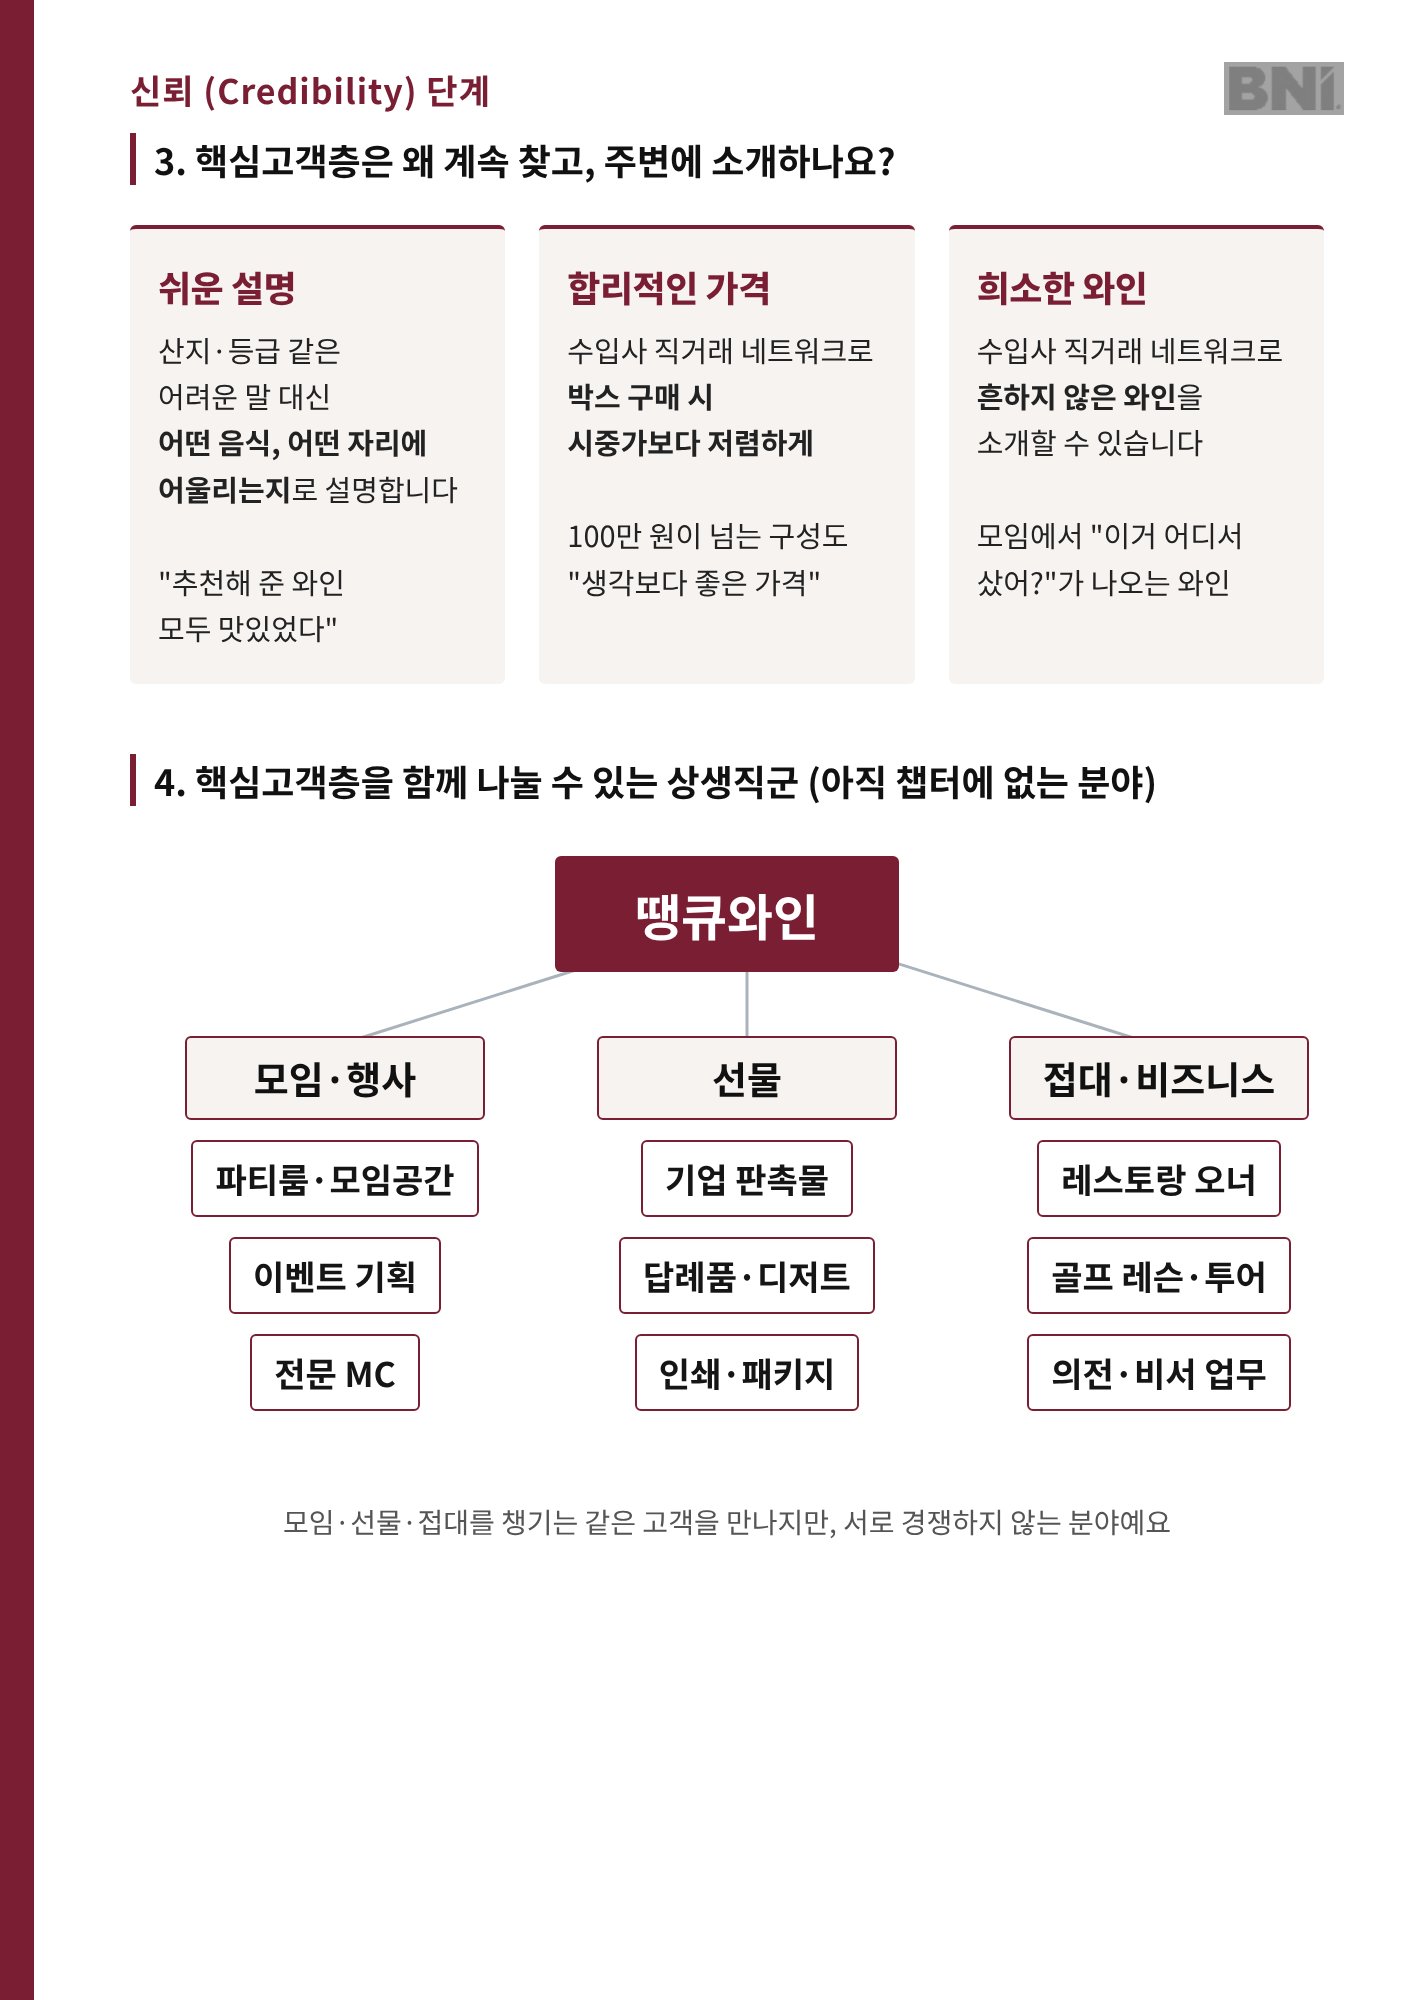 신뢰 (Credibility) 단계
BNI
3. 핵심고객층은 왜 계속 찾고, 주변에 소개하나요?
쉬운 설명
산지·등급 같은
어려운 말 대신
어떤 음식, 어떤 자리에
어울리는지로 설명합니다
"추천해 준 와인
모두 맛있었다"
합리적인 가격
수입사 직거래 네트워크로
박스 구매 시
시중가보다 저렴하게
100만 원이 넘는 구성도
"생각보다 좋은 가격"
희소한 와인
수입사 직거래 네트워크로
흔하지 않은 와인을
소개할 수 있습니다
모임에서 "이거 어디서
샀어?"가 나오는 와인
4. 핵심고객층을 함께 나눌 수 있는 상생직군 (아직 챕터에 없는 분야)
땡큐와인
모임·행사
파티룸·모임공간
이벤트 기획
전문 MC
선물
기업 판촉물
답례품·디저트
인쇄·패키지
접대·비즈니스
레스토랑 오너
골프 레슨·투어
의전·비서 업무
모임·선물·접대를 챙기는 같은 고객을 만나지만, 서로 경쟁하지 않는 분야예요